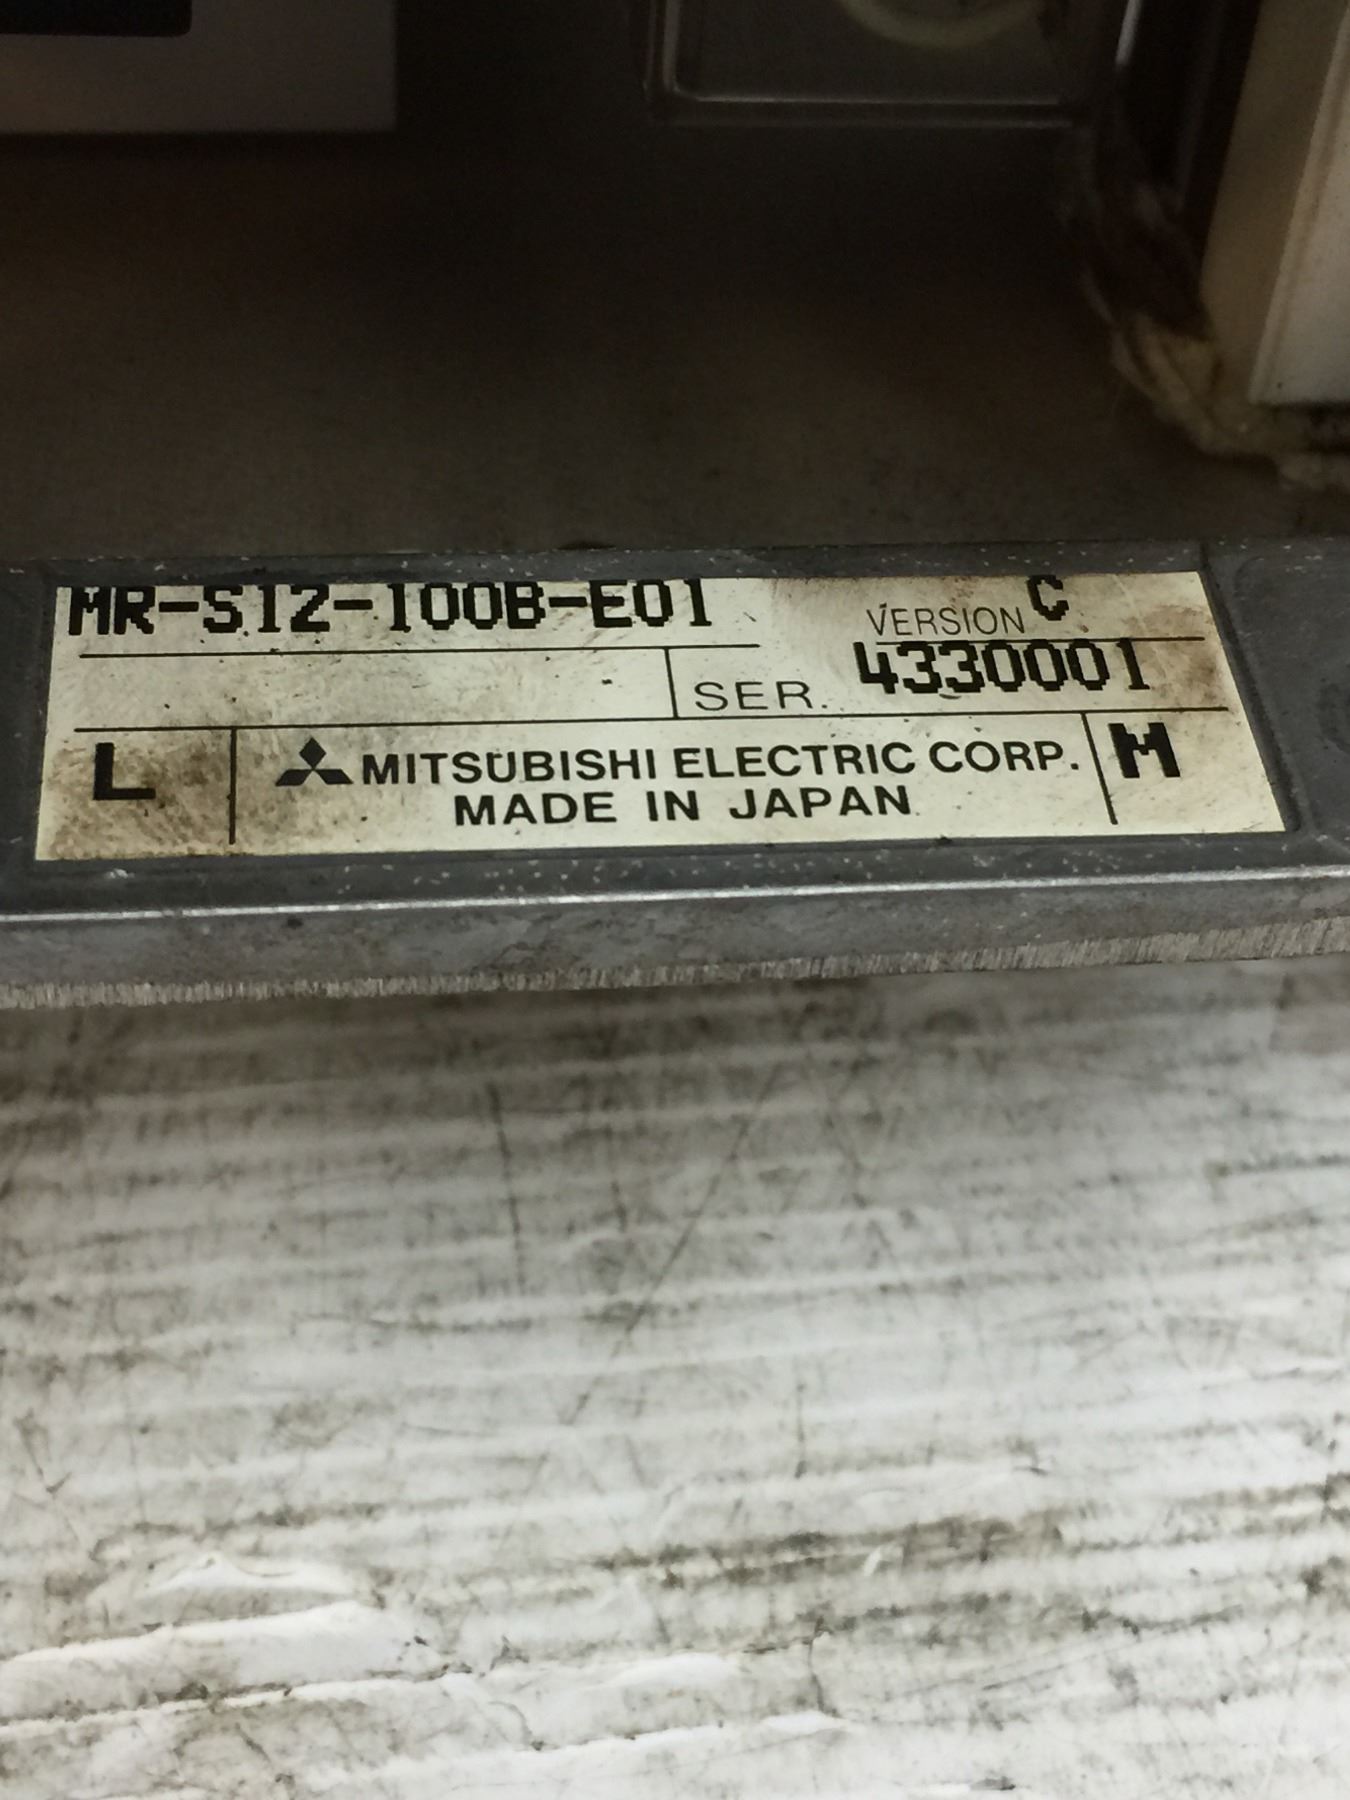 MR-S12-100B-E01
VERSION C
SER. 4330001
L MITSUBISHI ELECTRIC CORP. M
MADE IN JAPAN